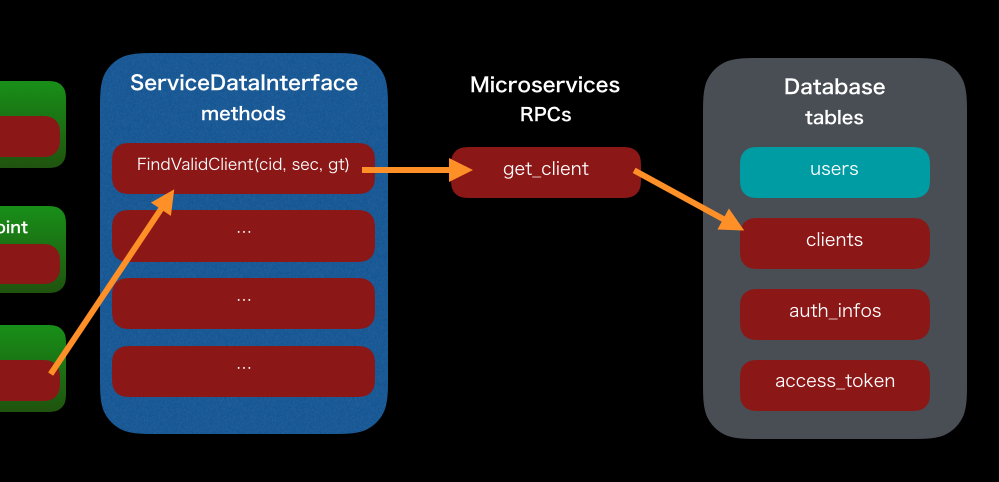 ServiceDataInterface
methods
FindValidClient(cid, sec, gt)
...
...
...
oint
Microservices
RPCs
get_client
Database
tables
users
clients
auth_infos
access_token